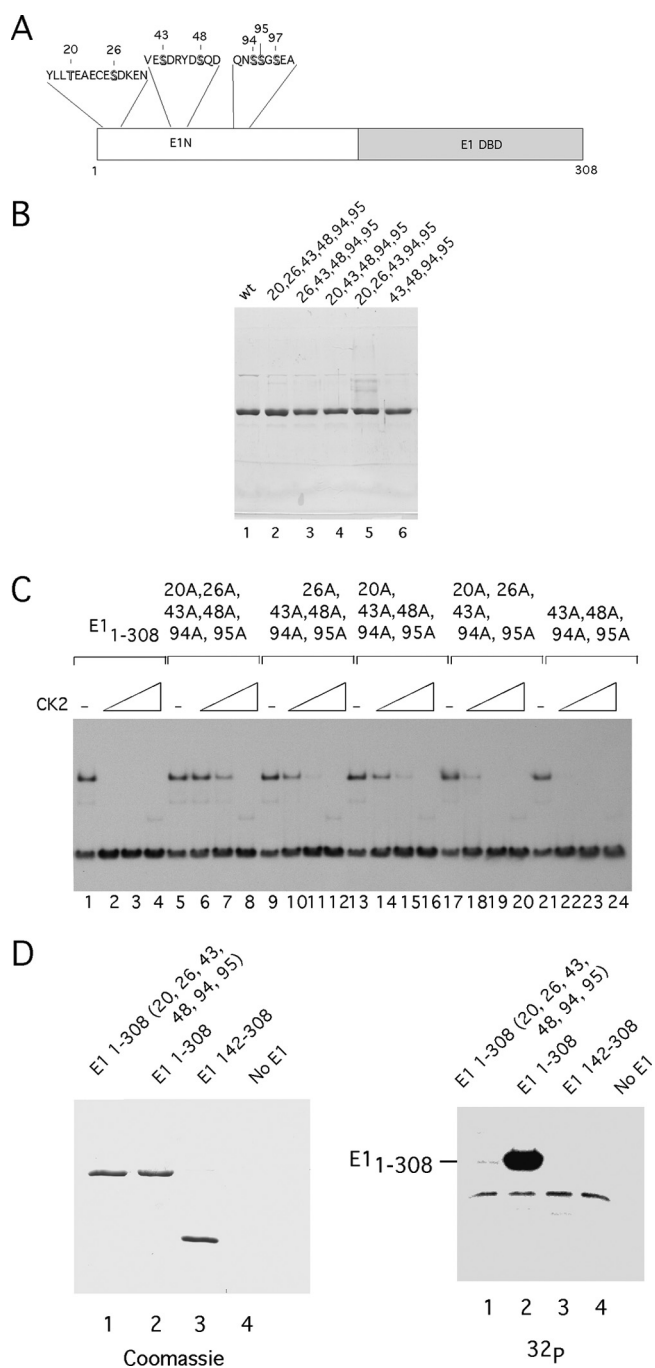 A
20 26 43 48 94 95 97
YLLTEAECESDKEN VESDRYDSQD QNSSGSEA
E1N E1 DBD
1 308
B
wt
20,26,43,48,94,95
26,43,48,94,95
20,43,48,94,95
20,26,43,94,95
43,48,94,95
1 2 3 4 5 6
C
E1 1-308
20A,26A,
43A,48A,
94A, 95A
26A,
43A,48A,
94A, 95A
20A,
43A,48A,
94A, 95A
20A, 26A,
43A,
94A, 95A
43A,48A,
94A, 95A
CK2 – – – – – –
1 2 3 4 5 6 7 8 9 10 11 12 13 14 15 16 17 18 19 20 21 22 23 24
D
E1 1-308 (20, 26, 43,
48, 94, 95)
E1 1-308
E1 142-308
No E1
1 2 3 4
Coomassie
E1 1-308 (20, 26, 43,
48, 94, 95)
E1 1-308
E1 142-308
No E1
E1 1-308
1 2 3 4
32P